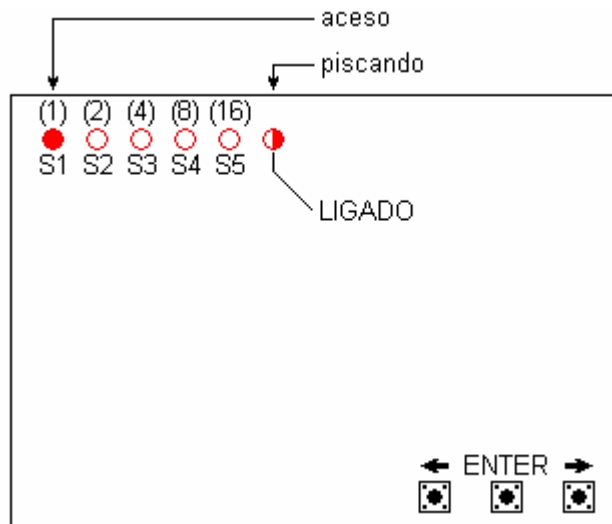 aceso
piscando
(1) (2) (4) (8) (16)
S1 S2 S3 S4 S5
LIGADO
ENTER